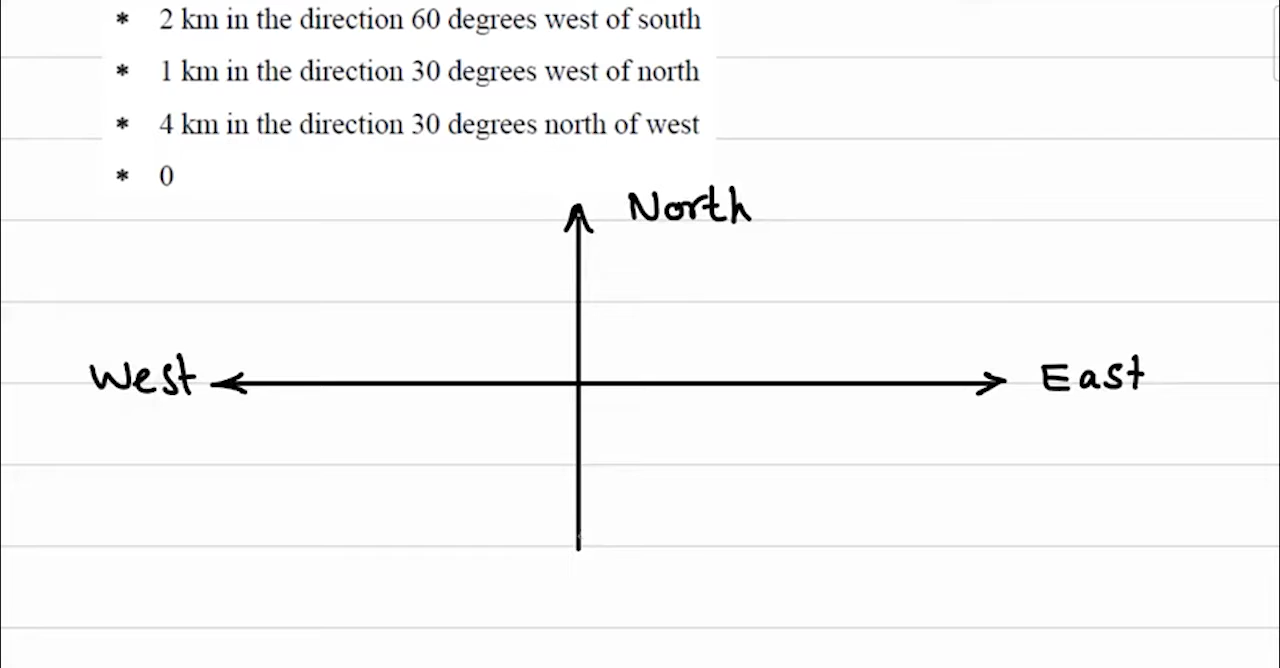 * 2 km in the direction 60 degrees west of south
* 1 km in the direction 30 degrees west of north
* 4 km in the direction 30 degrees north of west
* 0
North
West
East